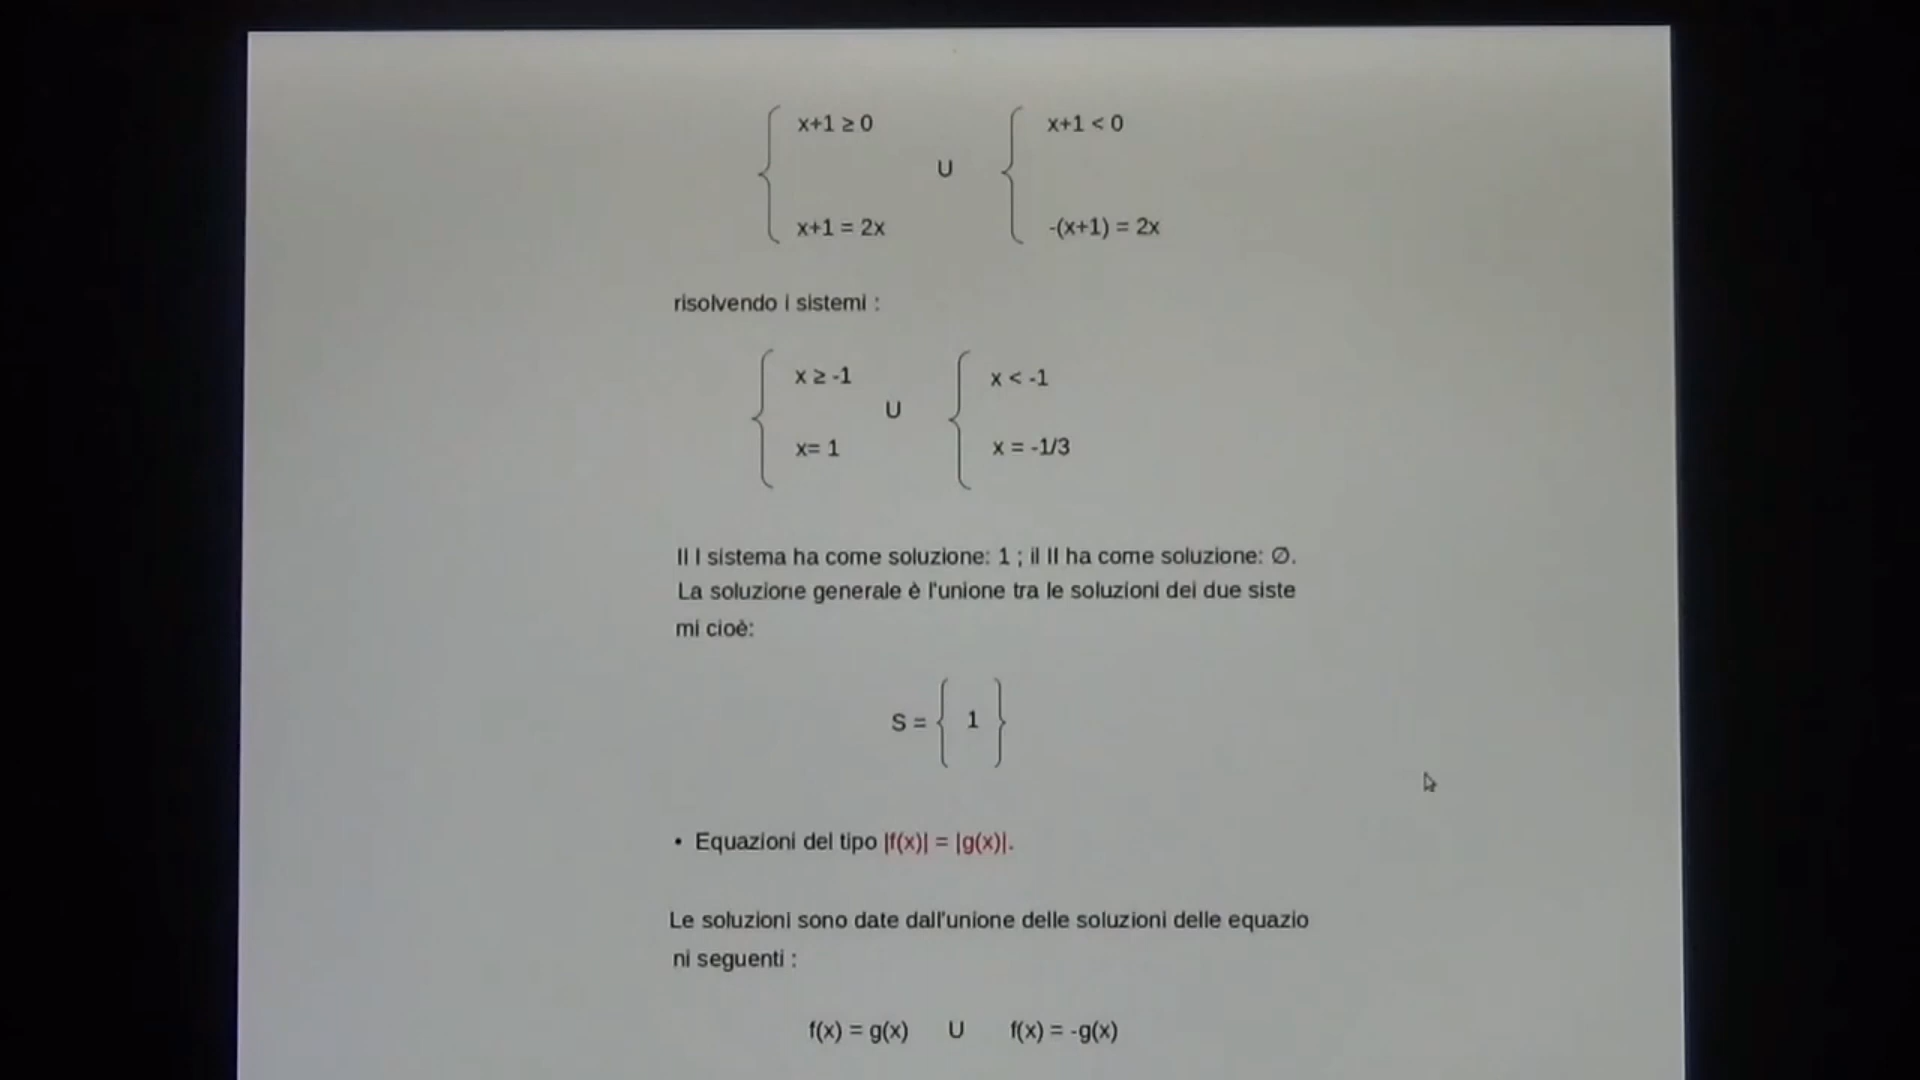 x+1 ≥ 0 x+1 < 0
U
x+1 = 2x -(x+1) = 2x
risolvendo i sistemi :
x ≥ -1 x < -1
U
x= 1 x = -1/3
Il I sistema ha come soluzione: 1 ; il II ha come soluzione: ∅.
La soluzione generale è l'unione tra le soluzioni dei due siste
mi cioè:
S = { 1 }
• Equazioni del tipo |f(x)| = |g(x)|.
Le soluzioni sono date dall'unione delle soluzioni delle equazio
ni seguenti :
f(x) = g(x) U f(x) = -g(x)